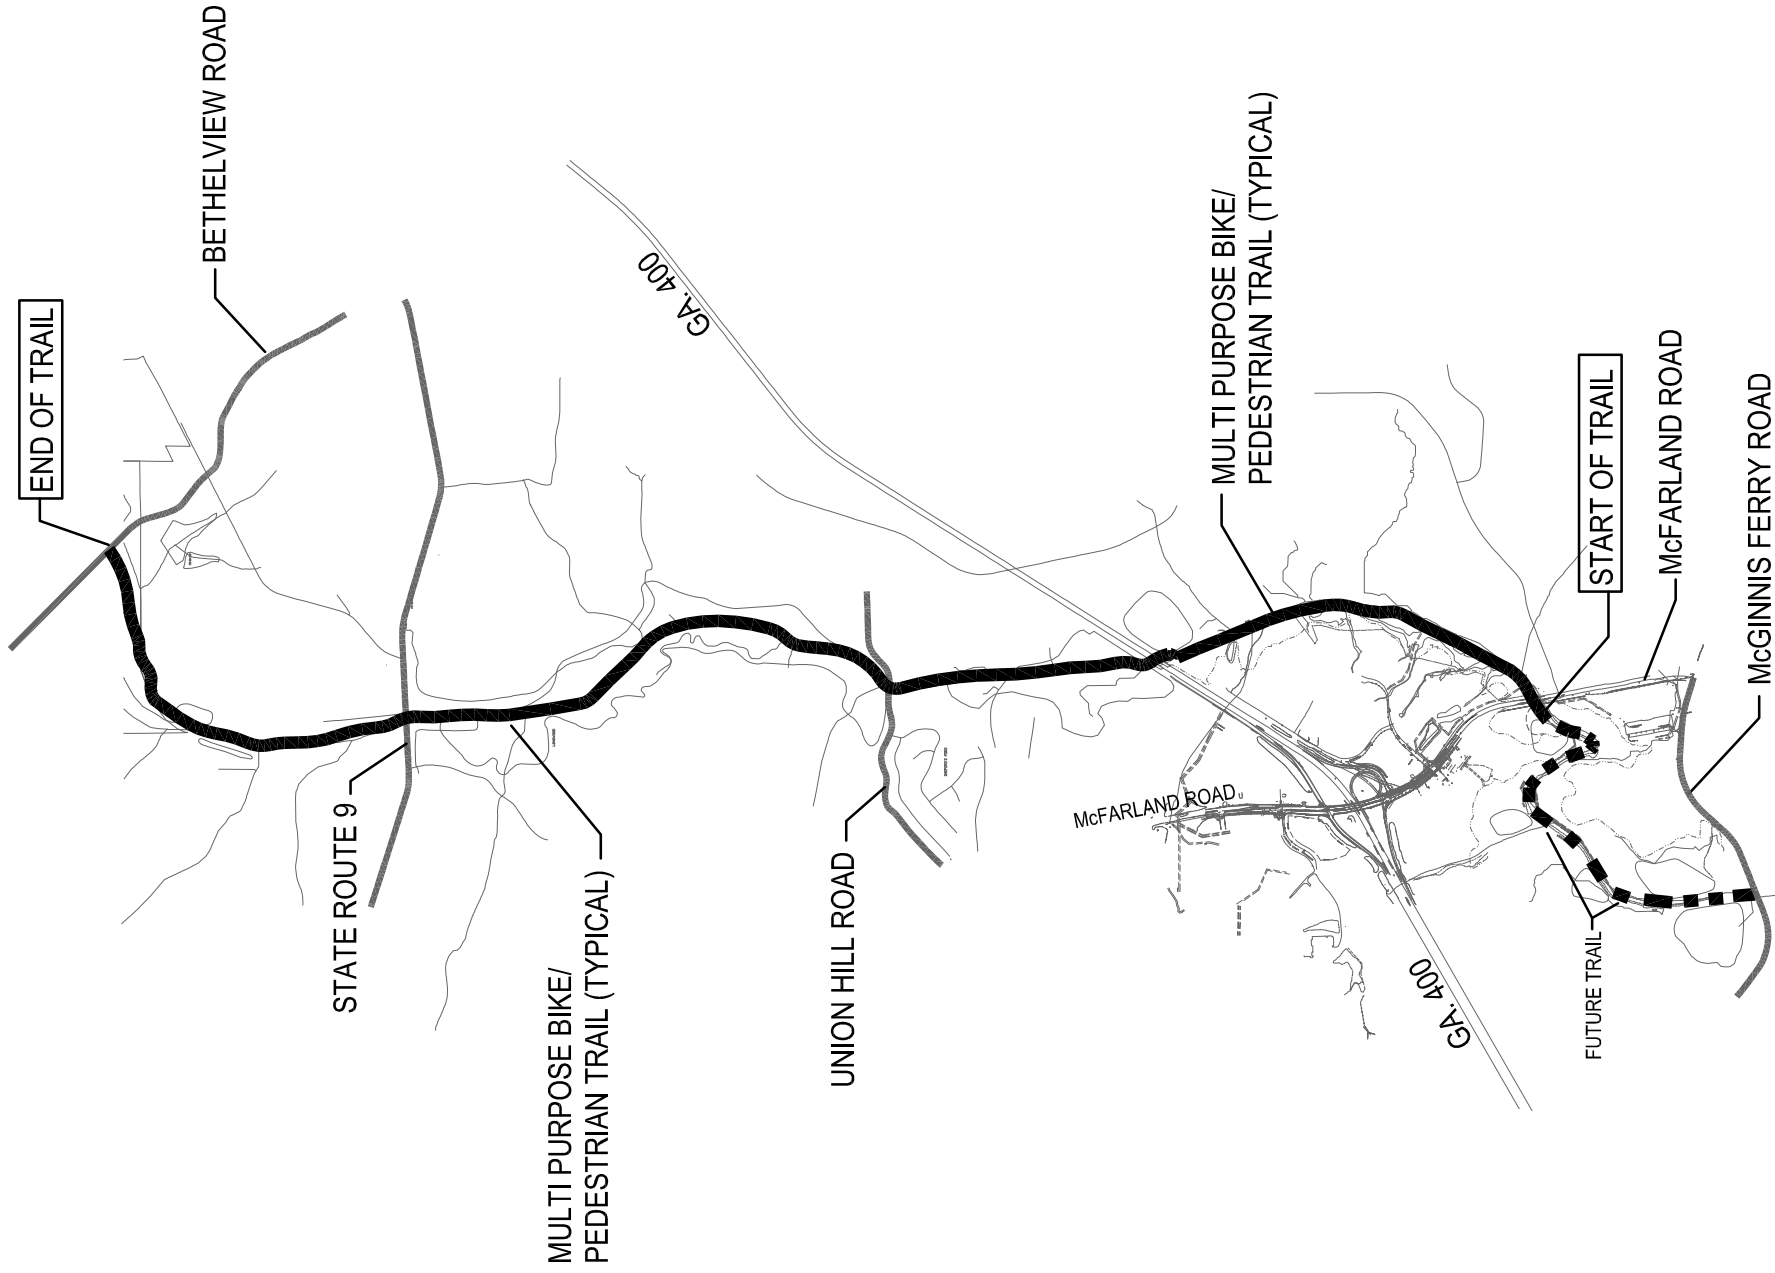 END OF TRAIL
BETHELVIEW ROAD
STATE ROUTE 9
MULTI PURPOSE BIKE/
PEDESTRIAN TRAIL (TYPICAL)
GA. 400
UNION HILL ROAD
McFARLAND ROAD
MULTI PURPOSE BIKE/
PEDESTRIAN TRAIL (TYPICAL)
GA. 400
START OF TRAIL
FUTURE TRAIL
McFARLAND ROAD
McGINNIS FERRY ROAD